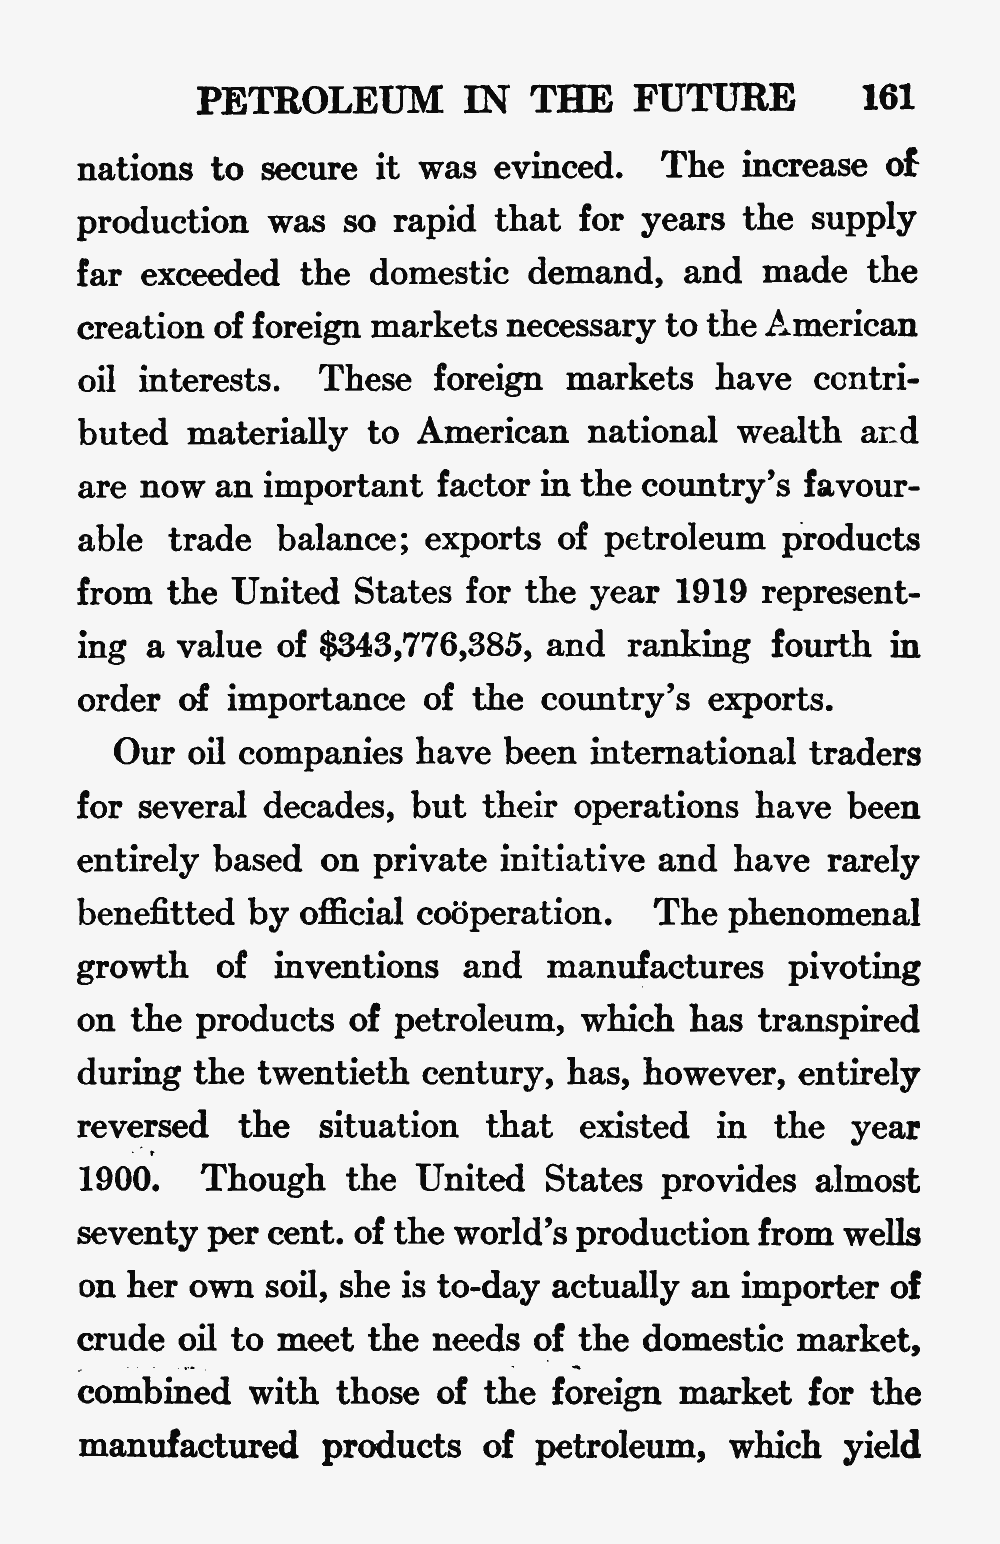 PETROLEUM IN THE FUTURE 161
nations to secure it was evinced. The increase of
production was so rapid that for years the supply
far exceeded the domestic demand, and made the
creation of foreign markets necessary to the American
oil interests. These foreign markets have contri-
buted materially to American national wealth and
are now an important factor in the country's favour-
able trade balance; exports of petroleum products
from the United States for the year 1919 represent-
ing a value of $343,776,385, and ranking fourth in
order of importance of the country's exports.
Our oil companies have been international traders
for several decades, but their operations have been
entirely based on private initiative and have rarely
benefitted by official coöperation. The phenomenal
growth of inventions and manufactures pivoting
on the products of petroleum, which has transpired
during the twentieth century, has, however, entirely
reversed the situation that existed in the year
1900. Though the United States provides almost
seventy per cent. of the world's production from wells
on her own soil, she is to-day actually an importer of
crude oil to meet the needs of the domestic market,
combined with those of the foreign market for the
manufactured products of petroleum, which yield